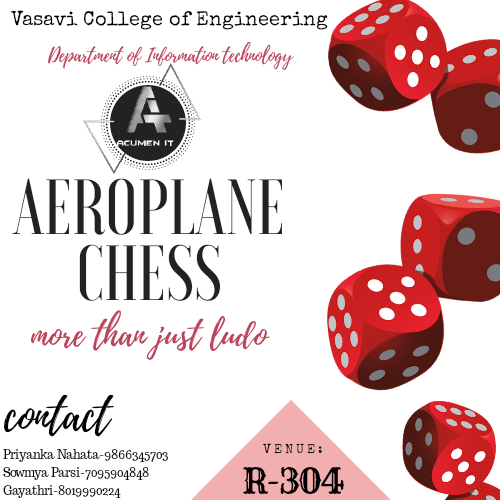 Vasavi College of Engineering
Department of Information technology
ACUMEN IT
AEROPLANE
CHESS
more than just ludo
contact
Priyanka Nahata-9866345703
Sowmya Parsi-7095904848
Gayathri-8019990224
VENUE:
R-304